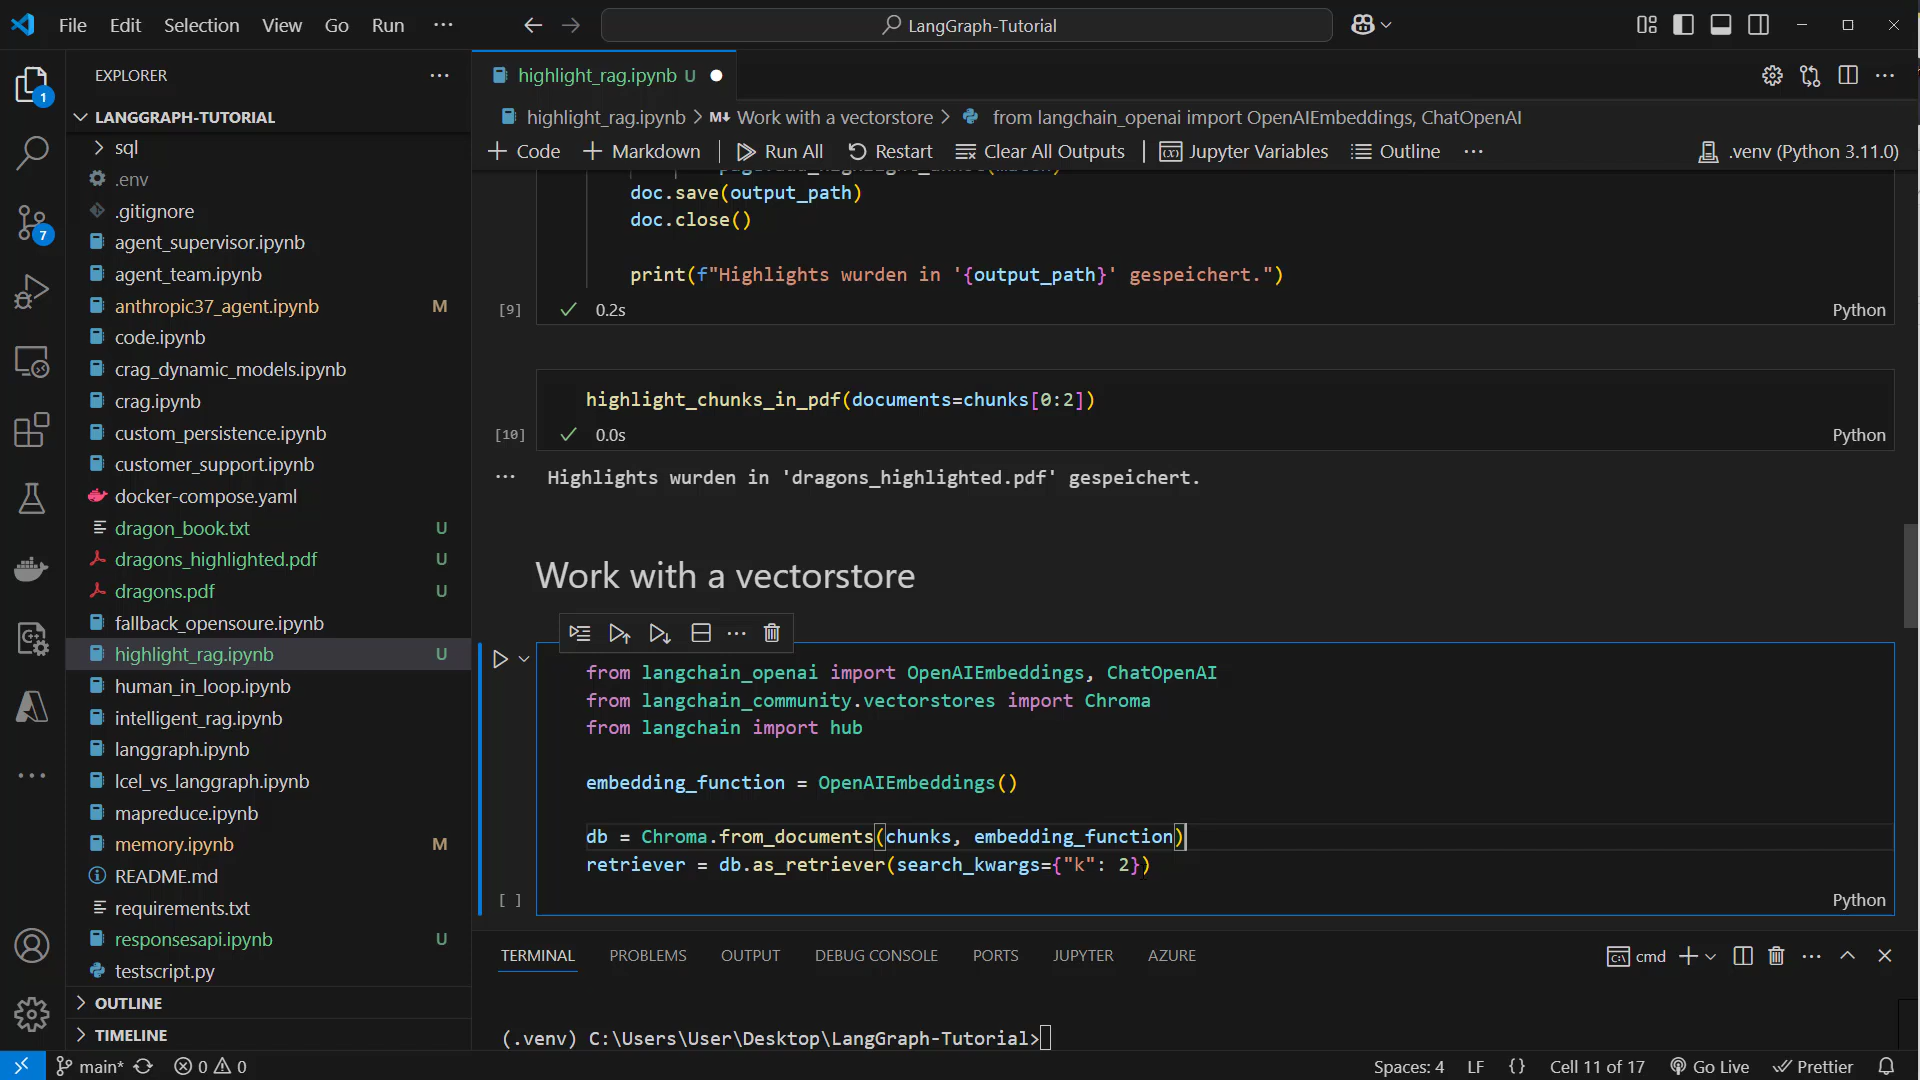 File Edit Selection View Go Run ···
LangGraph-Tutorial
EXPLORER
highlight_rag.ipynb U
1
LANGGRAPH-TUTORIAL
highlight_rag.ipynb > M↓ Work with a vectorstore > from langchain_openai import OpenAIEmbeddings, ChatOpenAI
+ Code + Markdown Run All Restart Clear All Outputs Jupyter Variables Outline ··· .venv (Python 3.11.0)
sql
.env
.gitignore
7
agent_supervisor.ipynb
agent_team.ipynb
anthropic37_agent.ipynb M
code.ipynb
crag_dynamic_models.ipynb
crag.ipynb
custom_persistence.ipynb
customer_support.ipynb
docker-compose.yaml
dragon_book.txt U
dragons_highlighted.pdf U
dragons.pdf U
fallback_opensoure.ipynb
highlight_rag.ipynb U
human_in_loop.ipynb
intelligent_rag.ipynb
langgraph.ipynb
lcel_vs_langgraph.ipynb
mapreduce.ipynb
memory.ipynb M
README.md
requirements.txt
responsesapi.ipynb U
testscript.py
OUTLINE
TIMELINE
doc.save(output_path)
doc.close()
print(f"Highlights wurden in '{output_path}' gespeichert.")
[9] 0.2s Python
highlight_chunks_in_pdf(documents=chunks[0:2])
[10] 0.0s Python
··· Highlights wurden in 'dragons_highlighted.pdf' gespeichert.
Work with a vectorstore
from langchain_openai import OpenAIEmbeddings, ChatOpenAI
from langchain_community.vectorstores import Chroma
from langchain import hub
embedding_function = OpenAIEmbeddings()
db = Chroma.from_documents(chunks, embedding_function)
retriever = db.as_retriever(search_kwargs={"k": 2})
[ ] Python
TERMINAL PROBLEMS OUTPUT DEBUG CONSOLE PORTS JUPYTER AZURE cmd
(.venv) C:\Users\User\Desktop\LangGraph-Tutorial>
main* 0 0 Spaces: 4 LF {} Cell 11 of 17 Go Live Prettier